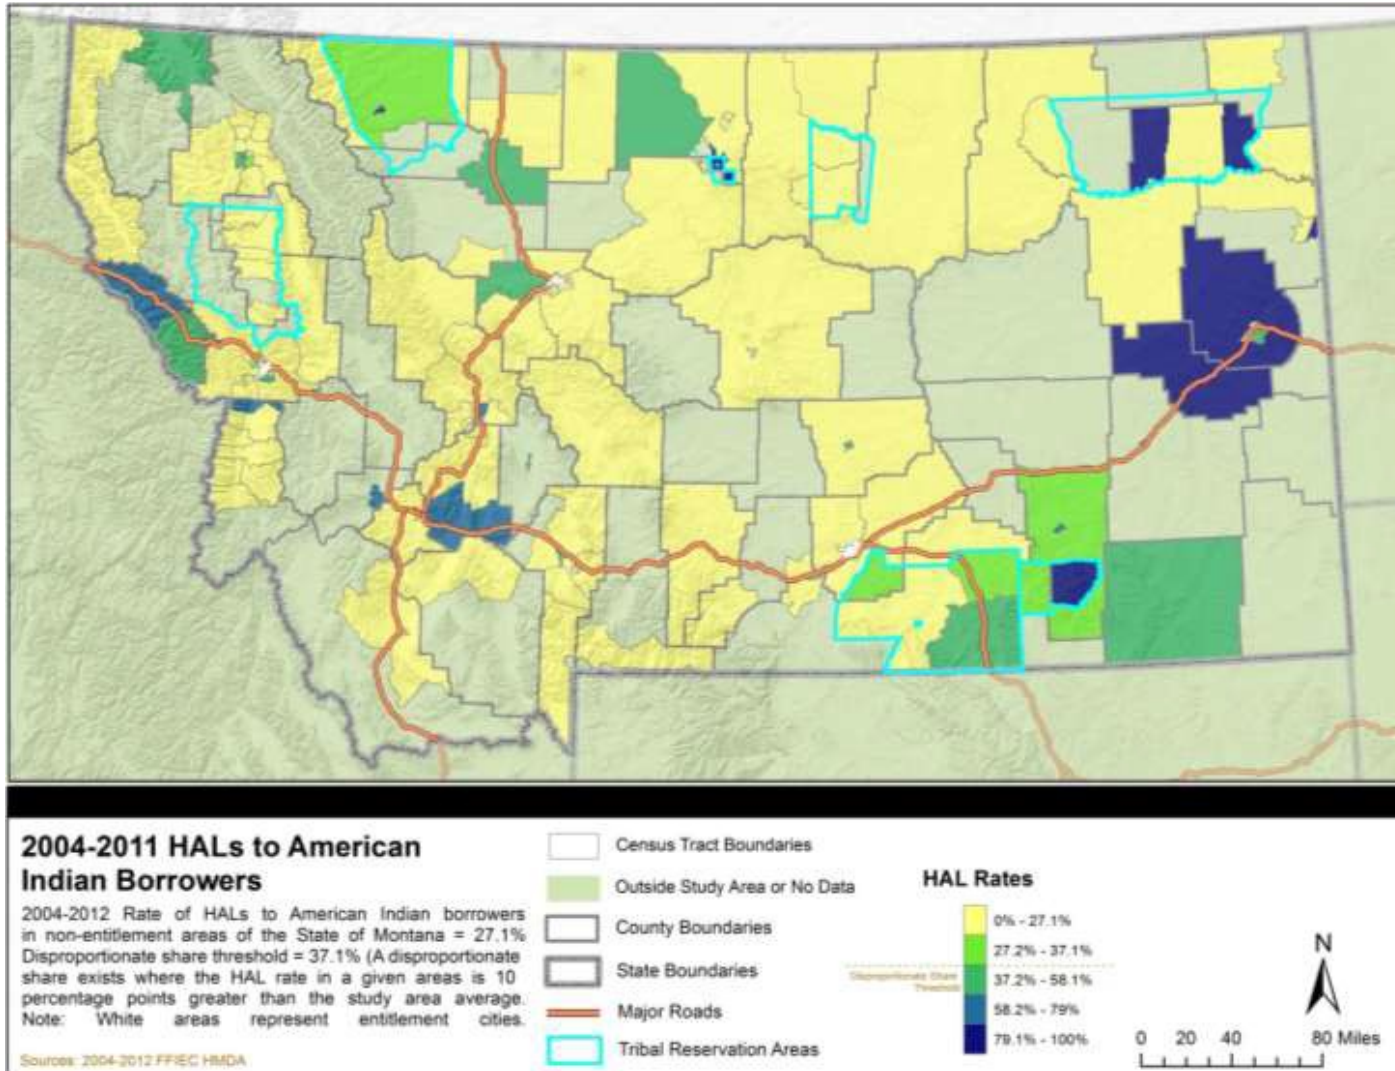 2004-2011 HALs to American
Indian Borrowers
2004-2012 Rate of HALs to American Indian borrowers
in non-entitlement areas of the State of Montana = 27.1%
Disproportionate share threshold = 37.1% (A disproportionate
share exists where the HAL rate in a given areas is 10
percentage points greater than the study area average.
Note: White areas represent entitlement cities.
Sources: 2004-2012 FFIEC HMDA
Census Tract Boundaries
Outside Study Area or No Data
County Boundaries
State Boundaries
Major Roads
Tribal Reservation Areas
HAL Rates
0% - 27.1%
27.2% - 37.1%
Disproportionate Share
Threshold
37.2% - 58.1%
58.2% - 79%
79.1% - 100%
N
0 20 40 80 Miles